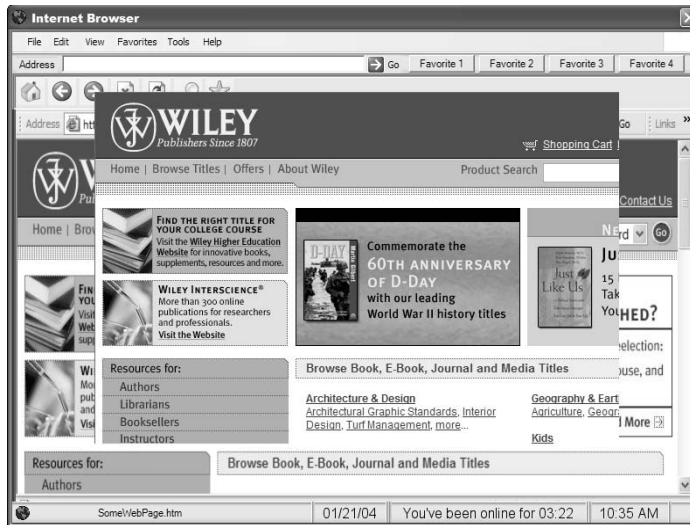 Internet Browser
File Edit View Favorites Tools Help
Address Go Favorite 1 Favorite 2 Favorite 3 Favorite 4
Address Go Links »
WILEY
Publishers Since 1807
Shopping Cart
Contact Us
Home | Browse Titles | Offers | About Wiley Product Search
Home | Go
FIND THE RIGHT TITLE FOR
YOUR COLLEGE COURSE
Visit the Wiley Higher Education
Website for innovative books,
supplements, resources and more.
WILEY INTERSCIENCE®
More than 300 online
publications for researchers
and professionals.
Visit the Website
D-DAY
Martin Gilbert
Commemorate the
60TH ANNIVERSARY
OF D-DAY
with our leading
World War II history titles
Just
Like Us
15
HED?
election:
use, and
More
Resources for:
Authors
Librarians
Booksellers
Instructors
Browse Book, E-Book, Journal and Media Titles
Architecture & Design
Architectural Graphic Standards, Interior
Design, Turf Management, more...
Geography & Eart
Agriculture, Geogr
Kids
Resources for:
Authors
Browse Book, E-Book, Journal and Media Titles
SomeWebPage.htm 01/21/04 You've been online for 03:22 10:35 AM